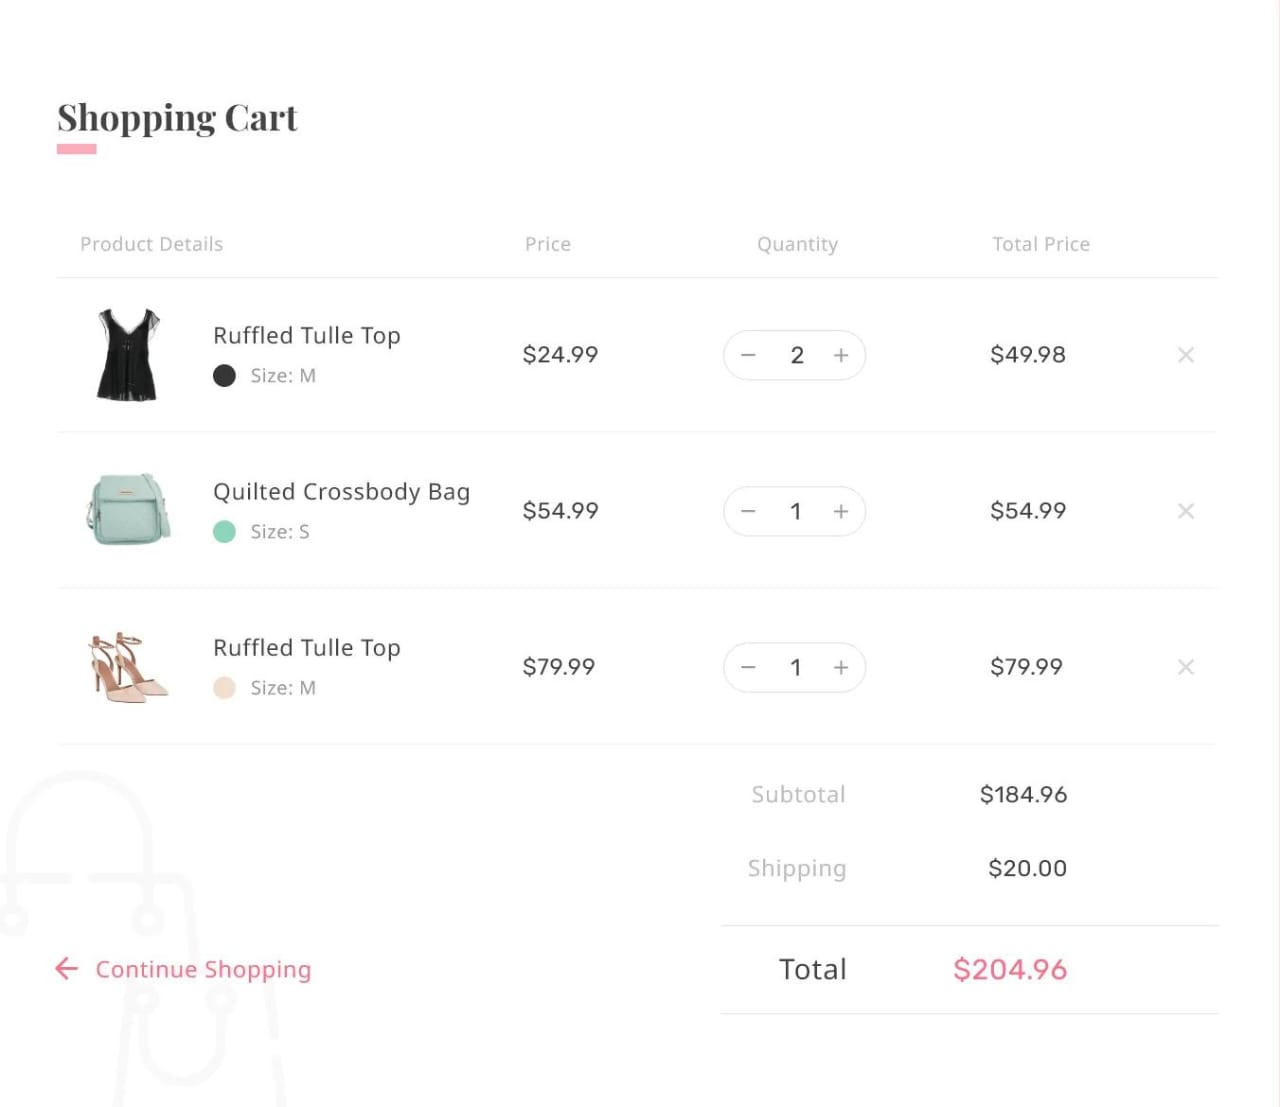 Shopping Cart
Product Details Price Quantity Total Price
Ruffled Tulle Top
Size: M
$24.99 − 2 + $49.98 ×
Quilted Crossbody Bag
Size: S
$54.99 − 1 + $54.99 ×
Ruffled Tulle Top
Size: M
$79.99 − 1 + $79.99 ×
Subtotal $184.96
Shipping $20.00
← Continue Shopping
Total $204.96